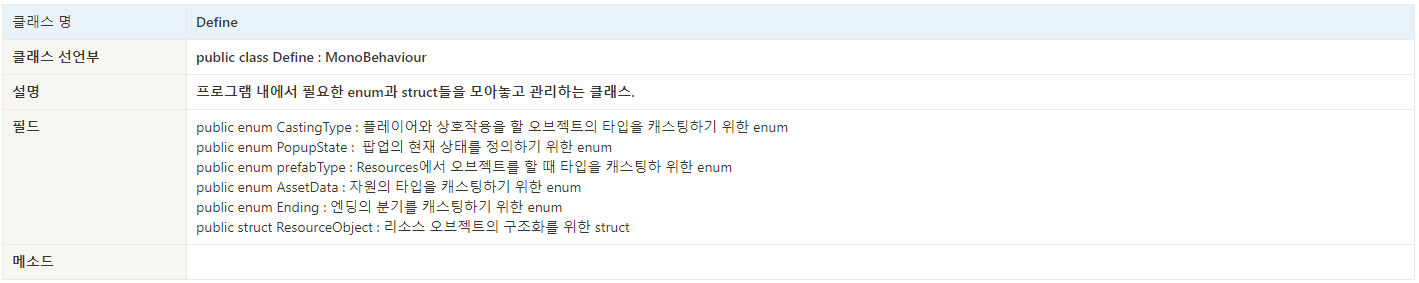 클래스 명 Define
클래스 선언부 public class Define : MonoBehaviour
설명 프로그램 내에서 필요한 enum과 struct들을 모아놓고 관리하는 클래스.
필드 public enum CastingType : 플레이어와 상호작용을 할 오브젝트의 타입을 캐스팅하기 위한 enum
public enum PopupState : 팝업의 현재 상태를 정의하기 위한 enum
public enum prefabType : Resources에서 오브젝트를 할 때 타입을 캐스팅하 위한 enum
public enum AssetData : 자원의 타입을 캐스팅하기 위한 enum
public enum Ending : 엔딩의 분기를 캐스팅하기 위한 enum
public struct ResourceObject : 리소스 오브젝트의 구조화를 위한 struct
메소드